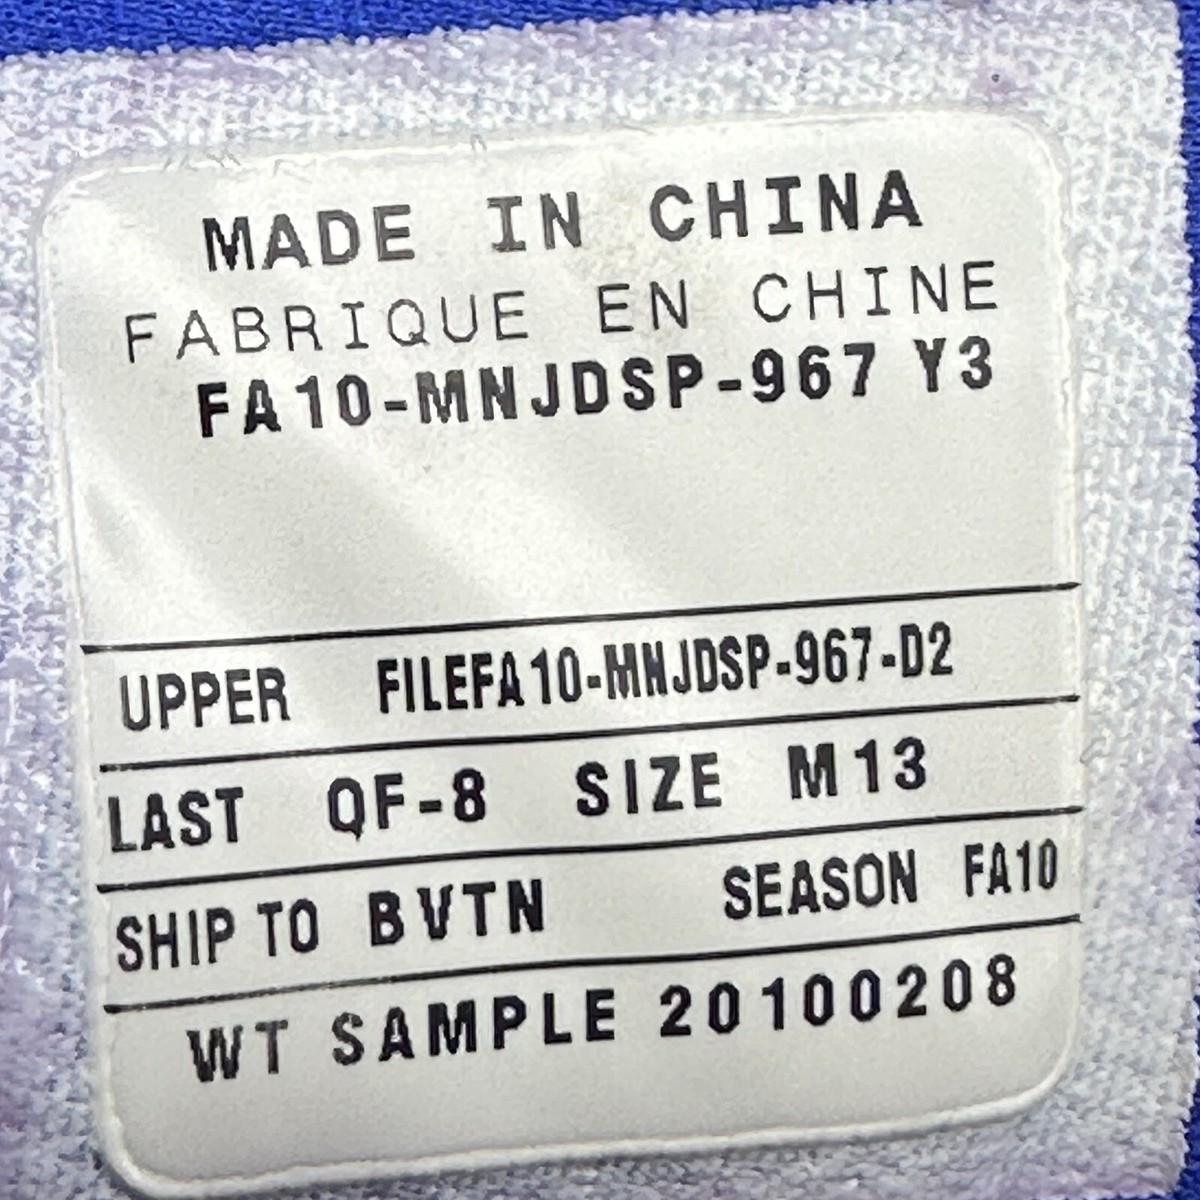 MADE IN CHINA
FABRIQUE EN CHINE
FA10-MNJDSP-967 Y3
UPPER FILEFA10-MNJDSP-967-D2
LAST QF-8 SIZE M13
SHIP TO BVTN SEASON FA10
WT SAMPLE 20100208